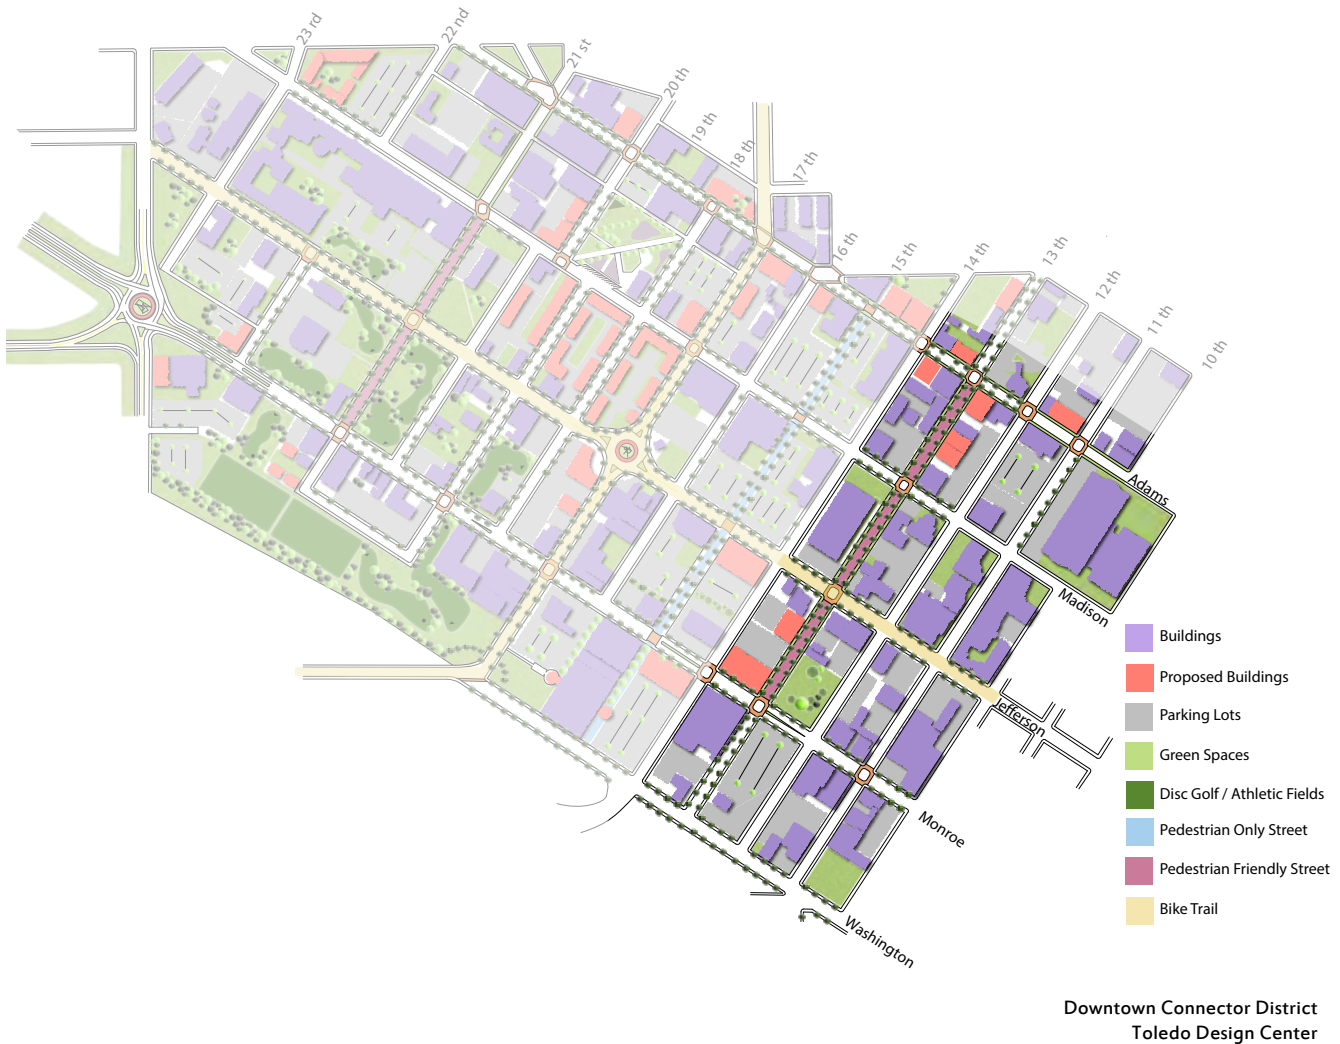 23 rd
22 nd
21 st
20 th
19 th
18 th
17 th
16 th
15 th
14 th
13 th
12 th
11 th
10 th
Adams
Madison
Jefferson
Monroe
Washington
Buildings
Proposed Buildings
Parking Lots
Green Spaces
Disc Golf / Athletic Fields
Pedestrian Only Street
Pedestrian Friendly Street
Bike Trail
Downtown Connector District
Toledo Design Center